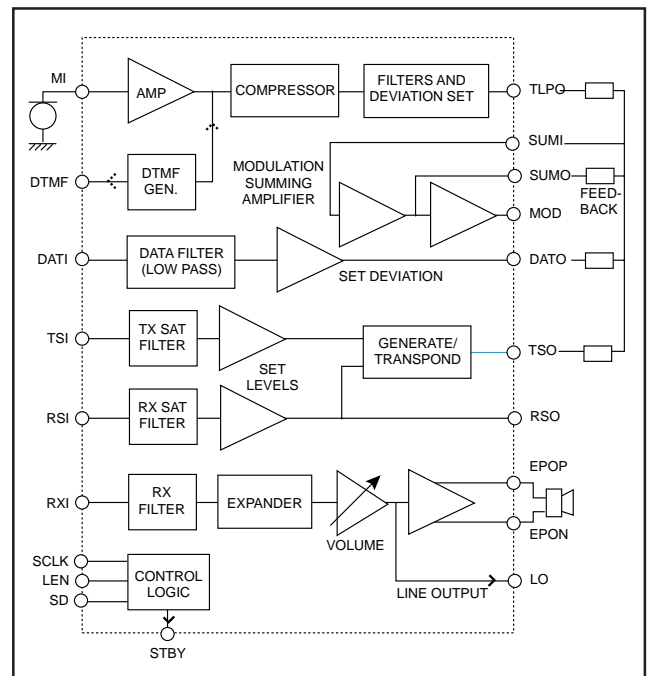 MI
AMP
COMPRESSOR
FILTERS AND
DEVIATION SET
TLPO
DTMF
DTMF
GEN.
MODULATION
SUMMING
AMPLIFIER
SUMI
SUMO
FEED-
BACK
MOD
DATI
DATA FILTER
(LOW PASS)
SET DEVIATION
DATO
TSI
TX SAT
FILTER
SET
LEVELS
GENERATE/
TRANSPOND
TSO
RSI
RX SAT
FILTER
RSO
RXI
RX
FILTER
EXPANDER
VOLUME
EPOP
EPON
SCLK
LEN
SD
CONTROL
LOGIC
LINE OUTPUT
LO
STBY